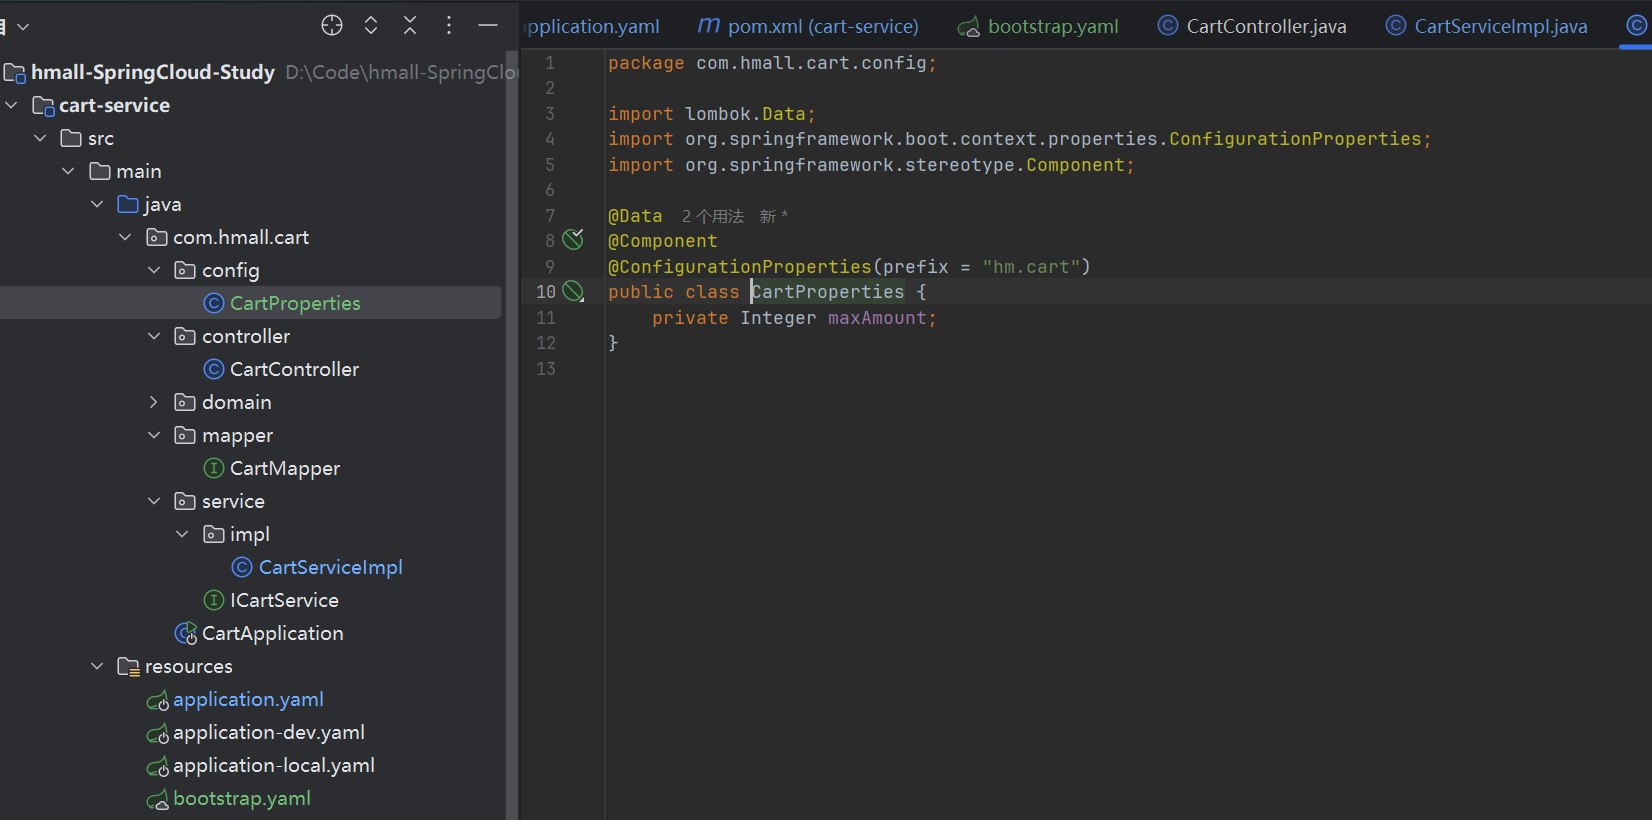 application.yaml
pom.xml (cart-service)
bootstrap.yaml
CartController.java
CartServiceImpl.java
hmall-SpringCloud-Study D:\Code\hmall-SpringClo
cart-service
src
main
java
com.hmall.cart
config
CartProperties
controller
CartController
domain
mapper
CartMapper
service
impl
CartServiceImpl
ICartService
CartApplication
resources
application.yaml
application-dev.yaml
application-local.yaml
bootstrap.yaml
1 package com.hmall.cart.config;
2
3 import lombok.Data;
4 import org.springframework.boot.context.properties.ConfigurationProperties;
5 import org.springframework.stereotype.Component;
6
7 @Data 2 个用法 新 *
8 @Component
9 @ConfigurationProperties(prefix = "hm.cart")
10 public class CartProperties {
11 private Integer maxAmount;
12 }
13